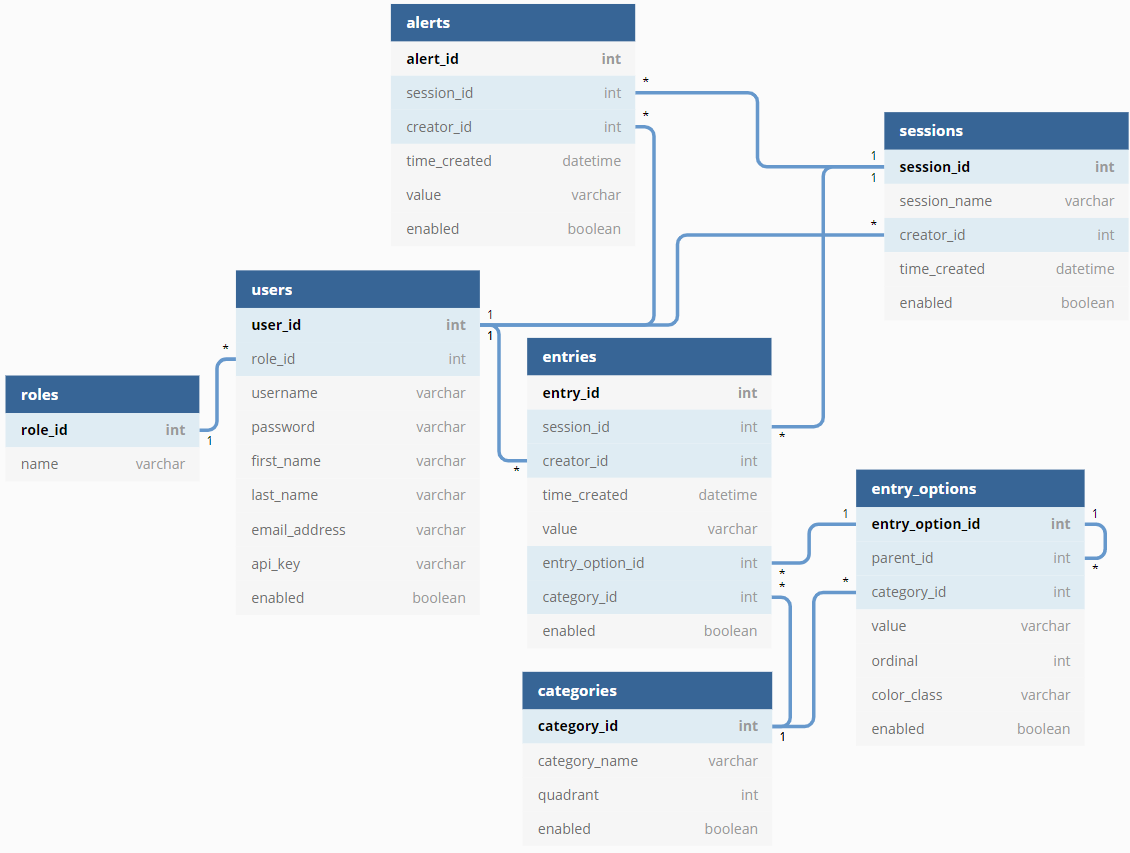 alerts
alert_id int
session_id int
creator_id int
time_created datetime
value varchar
enabled boolean
*
*
sessions
session_id int
session_name varchar
creator_id int
time_created datetime
enabled boolean
1
1
*
users
user_id int
role_id int
username varchar
password varchar
first_name varchar
last_name varchar
email_address varchar
api_key varchar
enabled boolean
1
1
*
roles
role_id int
name varchar
1
entries
entry_id int
session_id int
creator_id int
time_created datetime
value varchar
entry_option_id int
category_id int
enabled boolean
*
*
*
*
entry_options
entry_option_id int
parent_id int
category_id int
value varchar
ordinal int
color_class varchar
enabled boolean
1
1
*
*
categories
category_id int
category_name varchar
quadrant int
enabled boolean
1